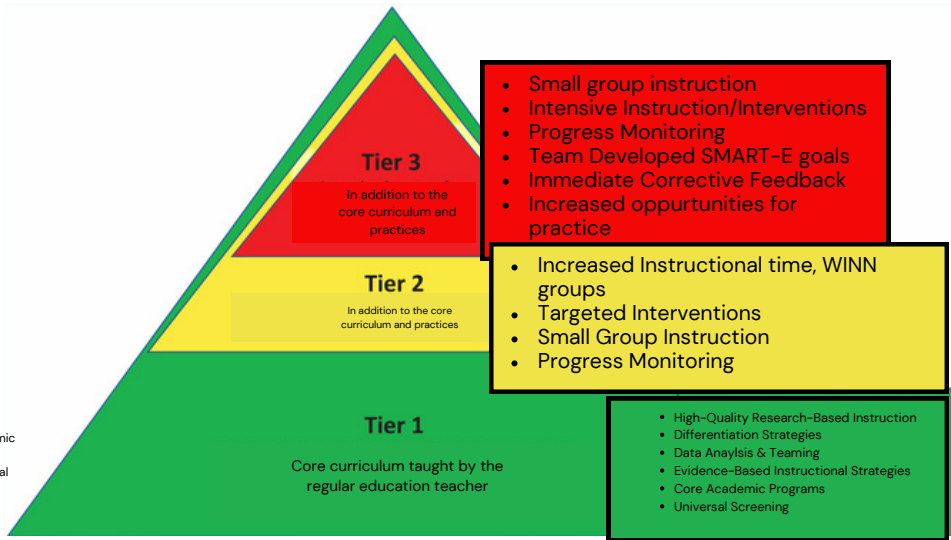 Tier 3
In addition to the
core curriculum and
practices
• Small group instruction
• Intensive Instruction/Interventions
• Progress Monitoring
• Team Developed SMART-E goals
• Immediate Corrective Feedback
• Increased oppurtunities for
practice
Tier 2
In addition to the core
curriculum and practices
• Increased Instructional time, WINN
groups
• Targeted Interventions
• Small Group Instruction
• Progress Monitoring
Tier 1
Core curriculum taught by the
regular education teacher
• High-Quality Research-Based Instruction
• Differentiation Strategies
• Data Anaylsis & Teaming
• Evidence-Based Instructional Strategies
• Core Academic Programs
• Universal Screening